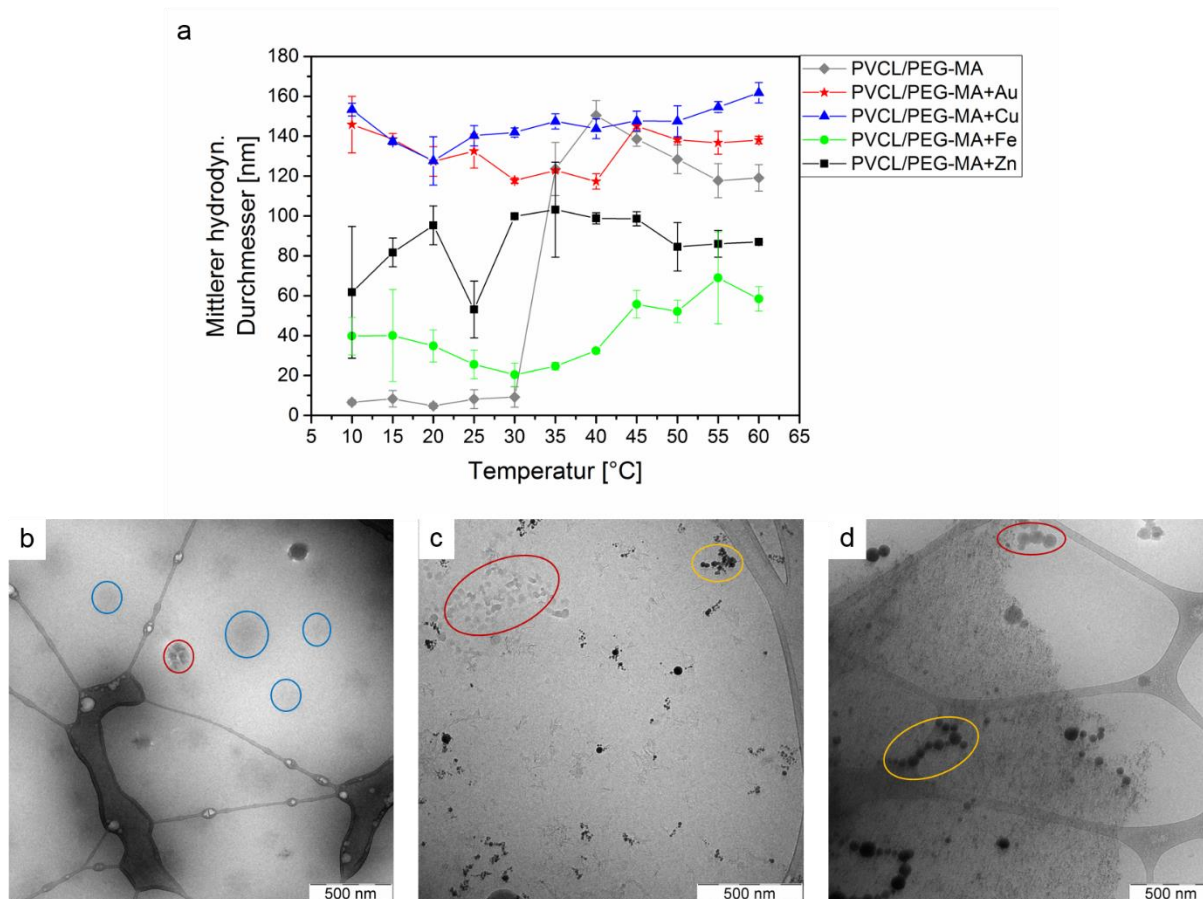 a
180
160
140
120
100
80
60
40
20
0
Mittlerer hydrodyn.
Durchmesser [nm]
5 10 15 20 25 30 35 40 45 50 55 60 65
Temperatur [°C]
PVCL/PEG-MA
PVCL/PEG-MA+Au
PVCL/PEG-MA+Cu
PVCL/PEG-MA+Fe
PVCL/PEG-MA+Zn
b
500 nm
c
500 nm
d
500 nm